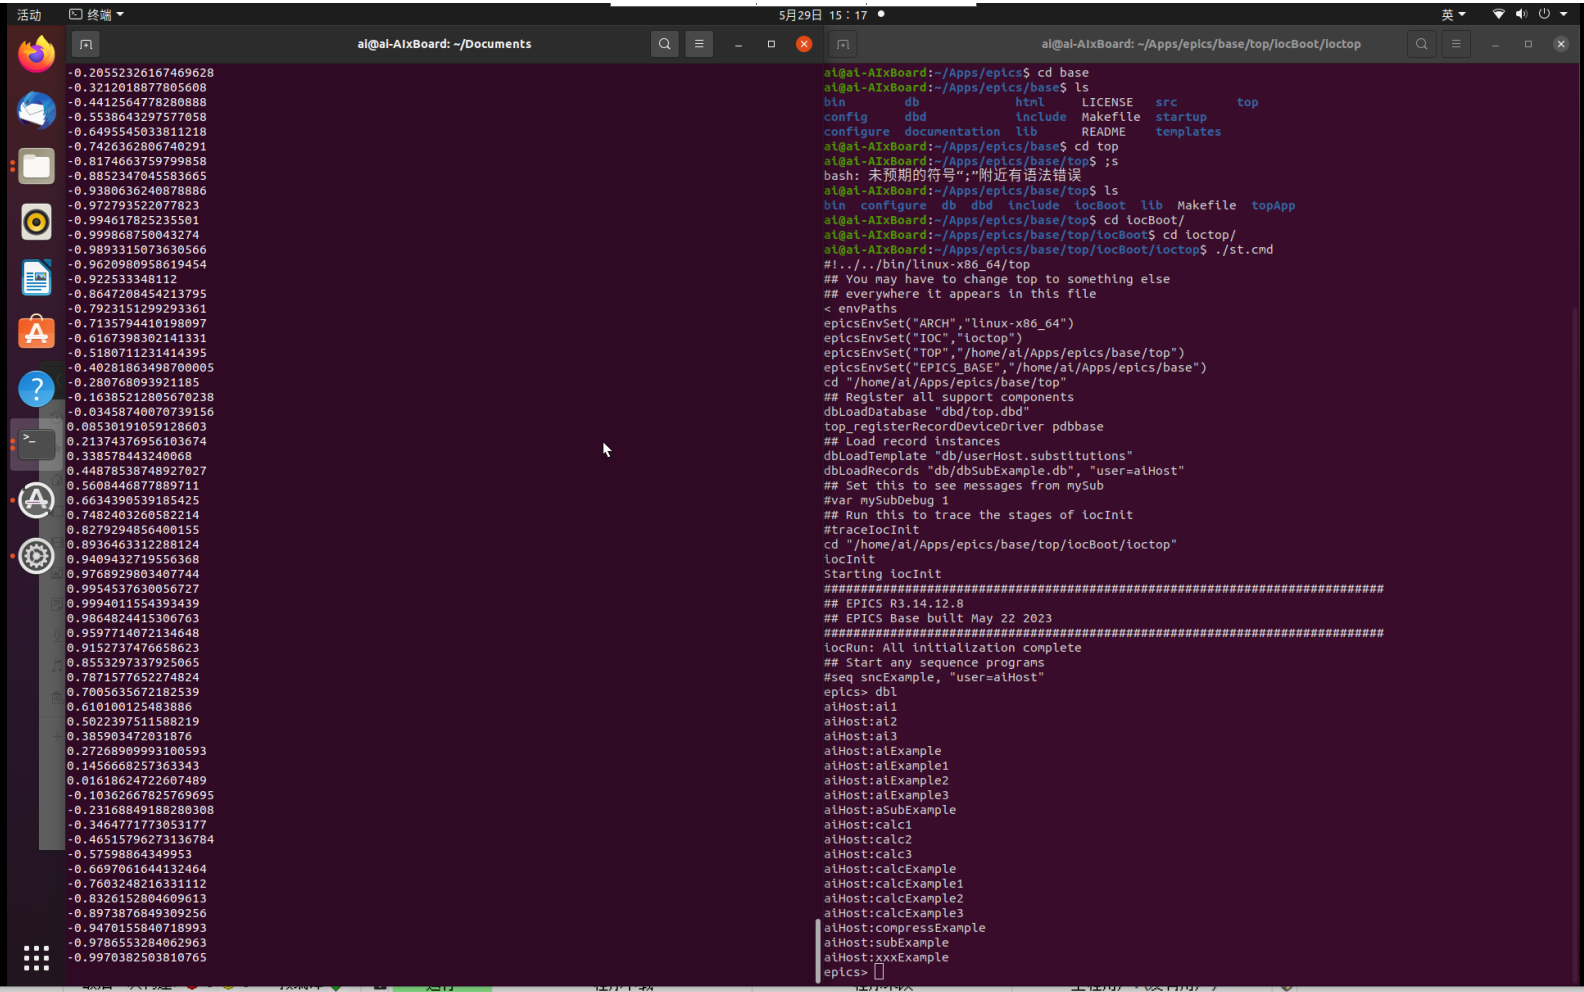 活动
终端
5月29日 15:17
英
ai@ai-AIxBoard: ~/Documents
-0.20552326167469628
-0.3212018877805608
-0.4412564778280888
-0.5538643297577058
-0.6495545033811218
-0.7426362806740291
-0.8174663759799858
-0.8852347045583665
-0.9380636240878886
-0.972793522077823
-0.994617825235501
-0.999868750043274
-0.9893315073630566
-0.9620980958619454
-0.922533348112
-0.8647208454213795
-0.7923151299293361
-0.7135794410198097
-0.6167398302141331
-0.5180711231414395
-0.40281863498700005
-0.280768093921185
-0.16385212805670238
-0.03458740070739156
0.08530191059128603
0.21374376956103674
0.338578443240068
0.44878538748927027
0.5608446877889711
0.6634390539185425
0.7482403260582214
0.8279294856400155
0.8936463312288124
0.9409432719556368
0.9768929803407744
0.9954537630056727
0.9994011554393439
0.9864824415306763
0.9597714072134648
0.9152737476658623
0.8553297337925065
0.7871577652274824
0.7005635672182539
0.610100125483886
0.5022397511588219
0.385903472031876
0.27268909993100593
0.1456668257363343
0.01618624722607489
-0.10362667825769695
-0.23168849188280308
-0.3464771773053177
-0.46515796273136784
-0.57598864349953
-0.6697061644132464
-0.7603248216331112
-0.8326152804609613
-0.8973876849309256
-0.9470155840718993
-0.9786553284062963
-0.9970382503810765
ai@ai-AIxBoard: ~/Apps/epics/base/top/iocBoot/ioctop
ai@ai-AIxBoard:~/Apps/epics$ cd base
ai@ai-AIxBoard:~/Apps/epics/base$ ls
bin db html LICENSE src top
config dbd include Makefile startup
configure documentation lib README templates
ai@ai-AIxBoard:~/Apps/epics/base$ cd top
ai@ai-AIxBoard:~/Apps/epics/base/top$ ;s
bash: 未预期的符号“;”附近有语法错误
ai@ai-AIxBoard:~/Apps/epics/base/top$ ls
bin configure db dbd include iocBoot lib Makefile topApp
ai@ai-AIxBoard:~/Apps/epics/base/top$ cd iocBoot/
ai@ai-AIxBoard:~/Apps/epics/base/top/iocBoot$ cd ioctop/
ai@ai-AIxBoard:~/Apps/epics/base/top/iocBoot/ioctop$ ./st.cmd
#!../../bin/linux-x86_64/top
## You may have to change top to something else
## everywhere it appears in this file
< envPaths
epicsEnvSet("ARCH","linux-x86_64")
epicsEnvSet("IOC","ioctop")
epicsEnvSet("TOP","/home/ai/Apps/epics/base/top")
epicsEnvSet("EPICS_BASE","/home/ai/Apps/epics/base")
cd "/home/ai/Apps/epics/base/top"
## Register all support components
dbLoadDatabase "dbd/top.dbd"
top_registerRecordDeviceDriver pdbbase
## Load record instances
dbLoadTemplate "db/userHost.substitutions"
dbLoadRecords "db/dbSubExample.db", "user=aiHost"
## Set this to see messages from mySub
#var mySubDebug 1
## Run this to trace the stages of iocInit
#traceIocInit
cd "/home/ai/Apps/epics/base/top/iocBoot/ioctop"
iocInit
Starting iocInit
############################################################################
## EPICS R3.14.12.8
## EPICS Base built May 22 2023
############################################################################
iocRun: All initialization complete
## Start any sequence programs
#seq sncExample, "user=aiHost"
epics> dbl
aiHost:ai1
aiHost:ai2
aiHost:ai3
aiHost:aiExample
aiHost:aiExample1
aiHost:aiExample2
aiHost:aiExample3
aiHost:aSubExample
aiHost:calc1
aiHost:calc2
aiHost:calc3
aiHost:calcExample
aiHost:calcExample1
aiHost:calcExample2
aiHost:calcExample3
aiHost:compressExample
aiHost:subExample
aiHost:xxxExample
epics>